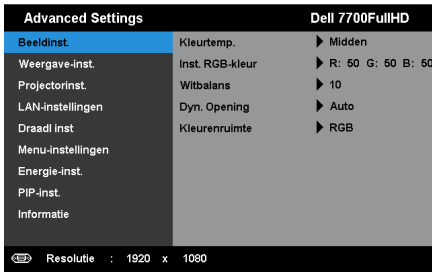 Advanced Settings Dell 7700FullHD
Beeldinst. Kleurtemp. Midden
Weergave-inst. Inst. RGB-kleur R: 50 G: 50 B: 50
Projectorinst. Witbalans 10
LAN-instellingen Dyn. Opening Auto
Draadl inst Kleurenruimte RGB
Menu-instellingen
Energie-inst.
PIP-inst.
Informatie
Resolutie : 1920 x 1080